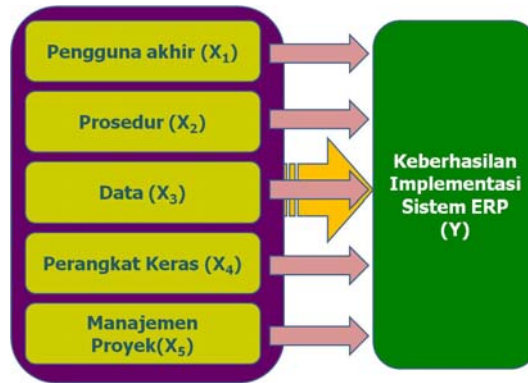 Pengguna akhir (X₁)
Prosedur (X₂)
Data (X₃)
Perangkat Keras (X₄)
Manajemen
Proyek(X₅)
Keberhasilan
Implementasi
Sistem ERP
(Y)